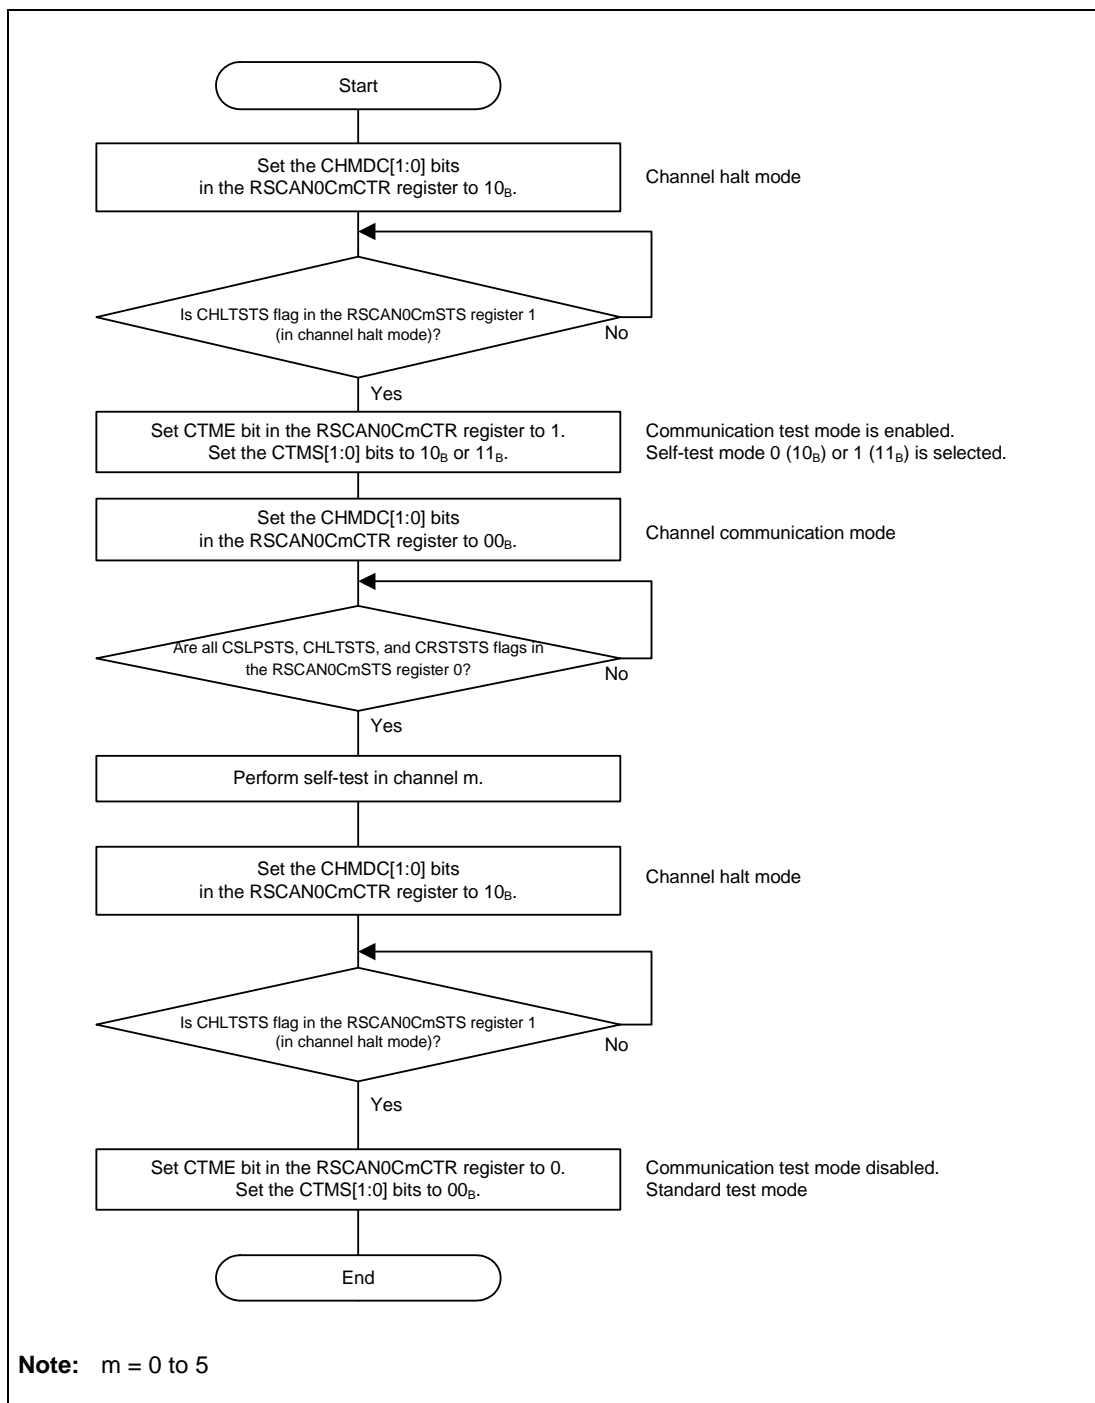 Start
Set the CHMDC[1:0] bits
in the RSCAN0CmCTR register to 10B.
Channel halt mode
Is CHLTSTS flag in the RSCAN0CmSTS register 1
(in channel halt mode)?
No
Yes
Set CTME bit in the RSCAN0CmCTR register to 1.
Set the CTMS[1:0] bits to 10B or 11B.
Communication test mode is enabled.
Self-test mode 0 (10B) or 1 (11B) is selected.
Set the CHMDC[1:0] bits
in the RSCAN0CmCTR register to 00B.
Channel communication mode
Are all CSLPSTS, CHLTSTS, and CRSTSTS flags in
the RSCAN0CmSTS register 0?
No
Yes
Perform self-test in channel m.
Set the CHMDC[1:0] bits
in the RSCAN0CmCTR register to 10B.
Channel halt mode
Is CHLTSTS flag in the RSCAN0CmSTS register 1
(in channel halt mode)?
No
Yes
Set CTME bit in the RSCAN0CmCTR register to 0.
Set the CTMS[1:0] bits to 00B.
Communication test mode disabled.
Standard test mode
End
Note: m = 0 to 5